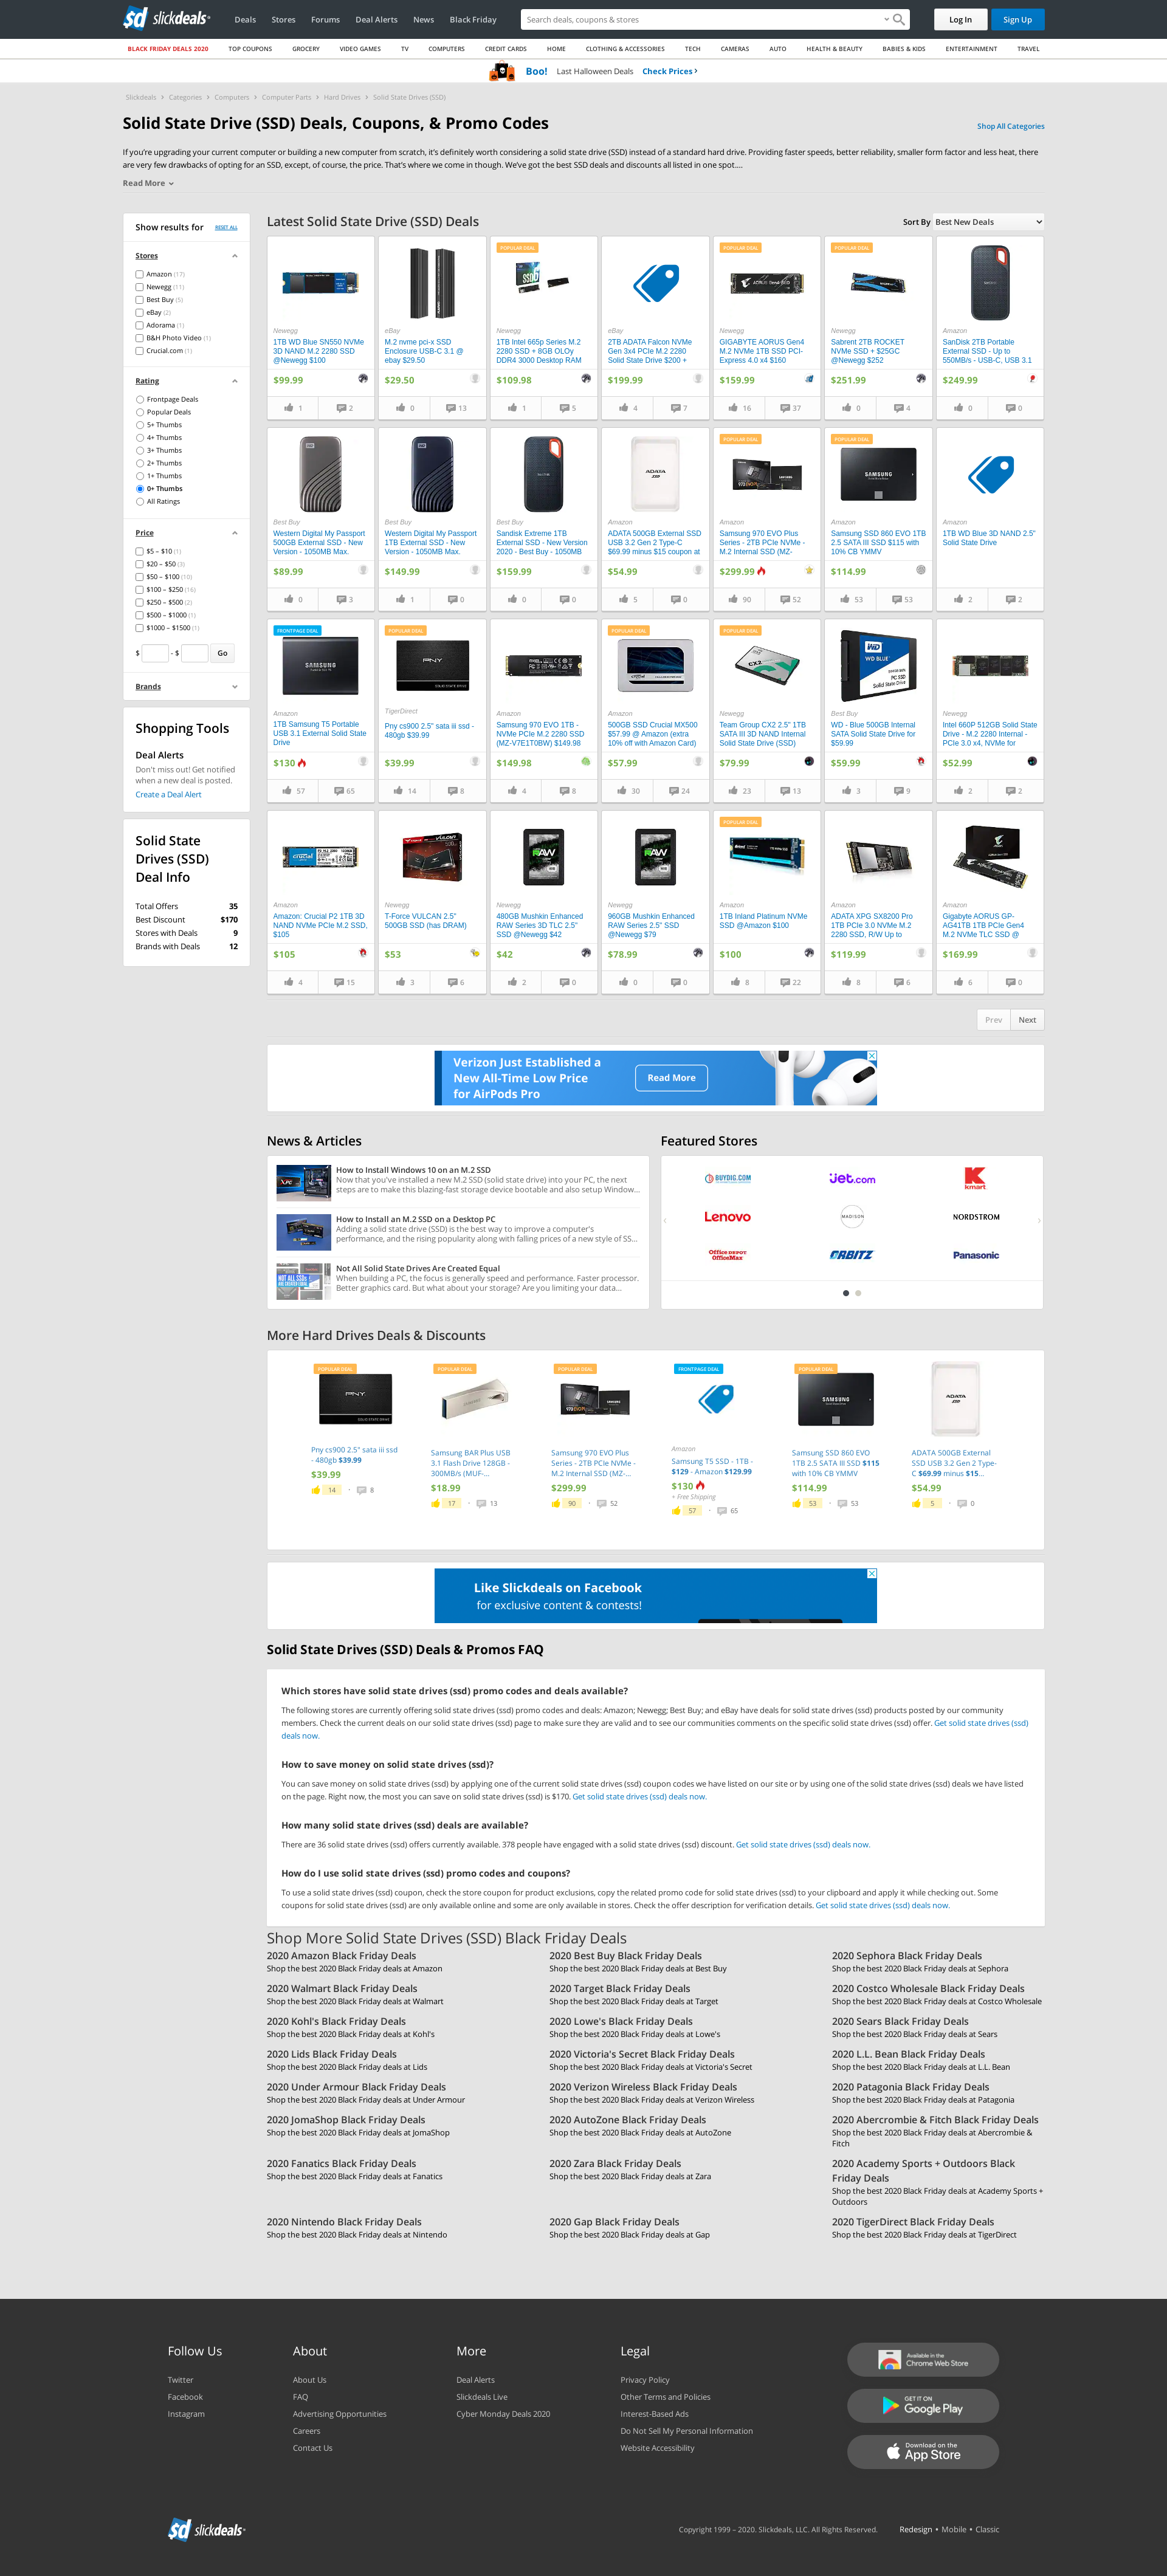 sd slickdeals
Deals Stores Forums Deal Alerts News Black Friday
Search deals, coupons & stores
Log In
Sign Up
BLACK FRIDAY DEALS 2020 TOP COUPONS GROCERY VIDEO GAMES TV COMPUTERS CREDIT CARDS HOME CLOTHING & ACCESSORIES TECH CAMERAS AUTO HEALTH & BEAUTY BABIES & KIDS ENTERTAINMENT TRAVEL
Boo! Last Halloween Deals Check Prices
Slickdeals > Categories > Computers > Computer Parts > Hard Drives > Solid State Drives (SSD)
Solid State Drive (SSD) Deals, Coupons, & Promo Codes
Shop All Categories
If you're upgrading your current computer or building a new computer from scratch, it's definitely worth considering a solid state drive (SSD) instead of a standard hard drive. Providing faster speeds, better reliability, smaller form factor and less heat, there
are very few drawbacks of opting for an SSD, except, of course, the price. That's where we come in though. We've got the best SSD deals and discounts all listed in one spot....
Read More
Show results for
RESET ALL
Stores
Amazon (17)
Newegg (11)
Best Buy (5)
eBay (2)
Adorama (1)
B&H Photo Video (1)
Crucial.com (1)
Rating
Frontpage Deals
Popular Deals
5+ Thumbs
4+ Thumbs
3+ Thumbs
2+ Thumbs
1+ Thumbs
0+ Thumbs
All Ratings
Price
$5 – $10 (1)
$20 – $50 (3)
$50 – $100 (10)
$100 – $250 (16)
$250 – $500 (2)
$500 – $1000 (1)
$1000 – $1500 (1)
$ - $ Go
Brands
Shopping Tools
Deal Alerts
Don't miss out! Get notified
when a new deal is posted.
Create a Deal Alert
Solid State
Drives (SSD)
Deal Info
Total Offers 35
Best Discount $170
Stores with Deals 9
Brands with Deals 12
Latest Solid State Drive (SSD) Deals
Sort By Best New Deals
Newegg
1TB WD Blue SN550 NVMe
3D NAND M.2 2280 SSD
@Newegg $100
$99.99
1 2
eBay
M.2 nvme pci-x SSD
Enclosure USB-C 3.1 @
ebay $29.50
$29.50
0 13
POPULAR DEAL
Newegg
1TB Intel 665p Series M.2
2280 SSD + 8GB OLOy
DDR4 3000 Desktop RAM
$109.98
1 5
eBay
2TB ADATA Falcon NVMe
Gen 3x4 PCIe M.2 2280
Solid State Drive $200 +
$199.99
4 7
POPULAR DEAL
Newegg
GIGABYTE AORUS Gen4
M.2 NVMe 1TB SSD PCI-
Express 4.0 x4 $160
$159.99
16 37
POPULAR DEAL
Newegg
Sabrent 2TB ROCKET
NVMe SSD + $25GC
@Newegg $252
$251.99
0 4
Amazon
SanDisk 2TB Portable
External SSD - Up to
550MB/s - USB-C, USB 3.1
$249.99
0 0
Best Buy
Western Digital My Passport
500GB External SSD - New
Version - 1050MB Max.
$89.99
0 3
Best Buy
Western Digital My Passport
1TB External SSD - New
Version - 1050MB Max.
$149.99
1 0
Best Buy
Sandisk Extreme 1TB
External SSD - New Version
2020 - Best Buy - 1050MB
$159.99
0 0
ADATA
Amazon
ADATA 500GB External SSD
USB 3.2 Gen 2 Type-C
$69.99 minus $15 coupon at
$54.99
5 0
POPULAR DEAL
Amazon
Samsung 970 EVO Plus
Series - 2TB PCIe NVMe -
M.2 Internal SSD (MZ-
$299.99
90 52
POPULAR DEAL
SAMSUNG
Amazon
Samsung SSD 860 EVO 1TB
2.5 SATA III SSD $115 with
10% CB YMMV
$114.99
53 53
Amazon
1TB WD Blue 3D NAND 2.5"
Solid State Drive
2 2
FRONTPAGE DEAL
SAMSUNG
Amazon
1TB Samsung T5 Portable
USB 3.1 External Solid State
Drive
$130
57 65
POPULAR DEAL
PNY
SOLID STATE DRIVE
TigerDirect
Pny cs900 2.5" sata iii ssd -
480gb $39.99
$39.99
14 8
Amazon
Samsung 970 EVO 1TB -
NVMe PCIe M.2 2280 SSD
(MZ-V7E1T0BW) $149.98
$149.98
4 8
POPULAR DEAL
Amazon
500GB SSD Crucial MX500
$57.99 @ Amazon (extra
10% off with Amazon Card)
$57.99
30 24
POPULAR DEAL
CX2
Newegg
Team Group CX2 2.5" 1TB
SATA III 3D NAND Internal
Solid State Drive (SSD)
$79.99
23 13
WD BLUE
PC SSD
Best Buy
WD - Blue 500GB Internal
SATA Solid State Drive for
$59.99
$59.99
3 9
Newegg
Intel 660P 512GB Solid State
Drive - M.2 2280 Internal -
PCIe 3.0 x4, NVMe for
$52.99
2 2
Amazon
Amazon: Crucial P2 1TB 3D
NAND NVMe PCIe M.2 SSD,
$105
$105
4 15
VULCAN
Newegg
T-Force VULCAN 2.5"
500GB SSD (has DRAM)
$53
3 6
RAW
Newegg
480GB Mushkin Enhanced
RAW Series 3D TLC 2.5"
SSD @Newegg $42
$42
2 0
RAW
Newegg
960GB Mushkin Enhanced
RAW Series 2.5" SSD
@Newegg $79
$78.99
0 0
POPULAR DEAL
Amazon
1TB Inland Platinum NVMe
SSD @Amazon $100
$100
8 22
Amazon
ADATA XPG SX8200 Pro
1TB PCIe 3.0 NVMe M.2
2280 SSD, R/W Up to
$119.99
8 6
Amazon
Gigabyte AORUS GP-
AG41TB 1TB PCIe Gen4
M.2 NVMe TLC SSD @
$169.99
6 0
Prev Next
Verizon Just Established a
New All-Time Low Price
for AirPods Pro
Read More
News & Articles
How to Install Windows 10 on an M.2 SSD
Now that you've installed a new M.2 SSD (solid state drive) into your PC, the next
steps are to make this blazing-fast storage device bootable and also setup Window...
How to Install an M.2 SSD on a Desktop PC
Adding a solid state drive (SSD) is the best way to improve a computer's
performance, and the rising popularity along with falling prices of a new style of SS...
NOT ALL SSDs
Not All Solid State Drives Are Created Equal
When building a PC, the focus is generally speed and performance. Faster processor.
Better graphics card. But what about your storage? Are you limiting your data...
Featured Stores
BUYDIG.COM jet.com kmart
Lenovo MADISON NORDSTROM
Office DEPOT OfficeMax ORBITZ Panasonic
More Hard Drives Deals & Discounts
POPULAR DEAL
PNY
SOLID STATE DRIVE
Pny cs900 2.5" sata iii ssd
- 480gb $39.99
$39.99
14 · 8
POPULAR DEAL
Samsung BAR Plus USB
3.1 Flash Drive 128GB -
300MB/s (MUF-...
$18.99
17 · 13
POPULAR DEAL
Samsung 970 EVO Plus
Series - 2TB PCIe NVMe -
M.2 Internal SSD (MZ-...
$299.99
90 · 52
FRONTPAGE DEAL
Amazon
Samsung T5 SSD - 1TB -
$129 - Amazon $129.99
$130
+ Free Shipping
57 · 65
POPULAR DEAL
SAMSUNG
Samsung SSD 860 EVO
1TB 2.5 SATA III SSD $115
with 10% CB YMMV
$114.99
53 · 53
ADATA
ADATA 500GB External
SSD USB 3.2 Gen 2 Type-
C $69.99 minus $15...
$54.99
5 · 0
Like Slickdeals on Facebook
for exclusive content & contests!
Solid State Drives (SSD) Deals & Promos FAQ
Which stores have solid state drives (ssd) promo codes and deals available?
The following stores are currently offering solid state drives (ssd) promo codes and deals: Amazon; Newegg; Best Buy; and eBay have deals for solid state drives (ssd) products posted by our community
members. Check the current deals on our solid state drives (ssd) page to make sure they are valid and to see our communities comments on the specific solid state drives (ssd) offer. Get solid state drives (ssd)
deals now.
How to save money on solid state drives (ssd)?
You can save money on solid state drives (ssd) by applying one of the current solid state drives (ssd) coupon codes we have listed on our site or by using one of the solid state drives (ssd) deals we have listed
on the page. Right now, the most you can save on solid state drives (ssd) is $170. Get solid state drives (ssd) deals now.
How many solid state drives (ssd) deals are available?
There are 36 solid state drives (ssd) offers currently available. 378 people have engaged with a solid state drives (ssd) discount. Get solid state drives (ssd) deals now.
How do I use solid state drives (ssd) promo codes and coupons?
To use a solid state drives (ssd) coupon, check the store coupon for product exclusions, copy the related promo code for solid state drives (ssd) to your clipboard and apply it while checking out. Some
coupons for solid state drives (ssd) are only available online and some are only available in stores. Check the offer description for verification details. Get solid state drives (ssd) deals now.
Shop More Solid State Drives (SSD) Black Friday Deals
2020 Amazon Black Friday Deals
Shop the best 2020 Black Friday deals at Amazon
2020 Best Buy Black Friday Deals
Shop the best 2020 Black Friday deals at Best Buy
2020 Sephora Black Friday Deals
Shop the best 2020 Black Friday deals at Sephora
2020 Walmart Black Friday Deals
Shop the best 2020 Black Friday deals at Walmart
2020 Target Black Friday Deals
Shop the best 2020 Black Friday deals at Target
2020 Costco Wholesale Black Friday Deals
Shop the best 2020 Black Friday deals at Costco Wholesale
2020 Kohl's Black Friday Deals
Shop the best 2020 Black Friday deals at Kohl's
2020 Lowe's Black Friday Deals
Shop the best 2020 Black Friday deals at Lowe's
2020 Sears Black Friday Deals
Shop the best 2020 Black Friday deals at Sears
2020 Lids Black Friday Deals
Shop the best 2020 Black Friday deals at Lids
2020 Victoria's Secret Black Friday Deals
Shop the best 2020 Black Friday deals at Victoria's Secret
2020 L.L. Bean Black Friday Deals
Shop the best 2020 Black Friday deals at L.L. Bean
2020 Under Armour Black Friday Deals
Shop the best 2020 Black Friday deals at Under Armour
2020 Verizon Wireless Black Friday Deals
Shop the best 2020 Black Friday deals at Verizon Wireless
2020 Patagonia Black Friday Deals
Shop the best 2020 Black Friday deals at Patagonia
2020 JomaShop Black Friday Deals
Shop the best 2020 Black Friday deals at JomaShop
2020 AutoZone Black Friday Deals
Shop the best 2020 Black Friday deals at AutoZone
2020 Abercrombie & Fitch Black Friday Deals
Shop the best 2020 Black Friday deals at Abercrombie &
Fitch
2020 Fanatics Black Friday Deals
Shop the best 2020 Black Friday deals at Fanatics
2020 Zara Black Friday Deals
Shop the best 2020 Black Friday deals at Zara
2020 Academy Sports + Outdoors Black
Friday Deals
Shop the best 2020 Black Friday deals at Academy Sports +
Outdoors
2020 Nintendo Black Friday Deals
Shop the best 2020 Black Friday deals at Nintendo
2020 Gap Black Friday Deals
Shop the best 2020 Black Friday deals at Gap
2020 TigerDirect Black Friday Deals
Shop the best 2020 Black Friday deals at TigerDirect
Follow Us
Twitter
Facebook
Instagram
About
About Us
FAQ
Advertising Opportunities
Careers
Contact Us
More
Deal Alerts
Slickdeals Live
Cyber Monday Deals 2020
Legal
Privacy Policy
Other Terms and Policies
Interest-Based Ads
Do Not Sell My Personal Information
Website Accessibility
Available in the
Chrome Web Store
GET IT ON
Google Play
Download on the
App Store
sd slickdeals
Copyright 1999 – 2020. Slickdeals, LLC. All Rights Reserved.
Redesign • Mobile • Classic